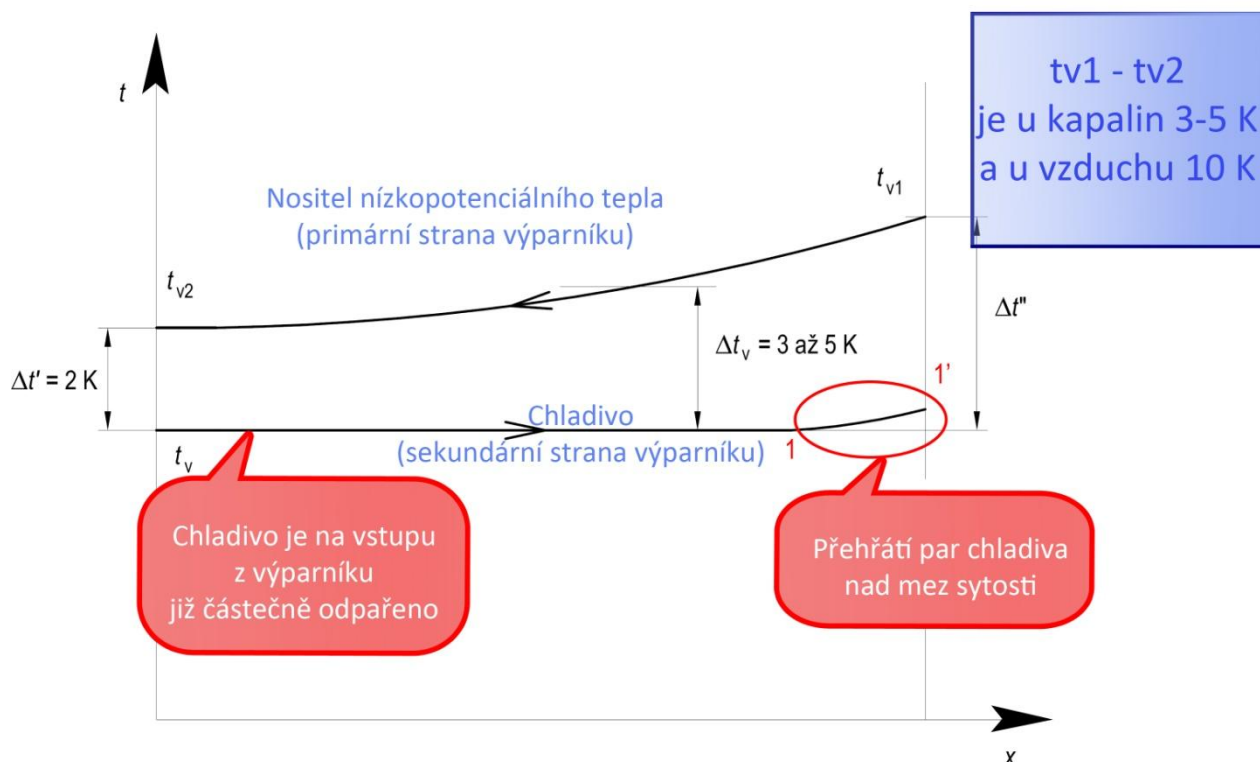 tv1 - tv2
je u kapalin 3-5 K
a u vzduchu 10 K
t
Nositel nízkopotenciálního tepla
(primární strana výparníku)
tv1
tv2
Δt"
Δtv = 3 až 5 K
Δt' = 2 K
1'
Chladivo
(sekundární strana výparníku)
1
tv
Chladivo je na vstupu
z výparníku
již částečně odpařeno
Přehřátí par chladiva
nad mez sytosti
x